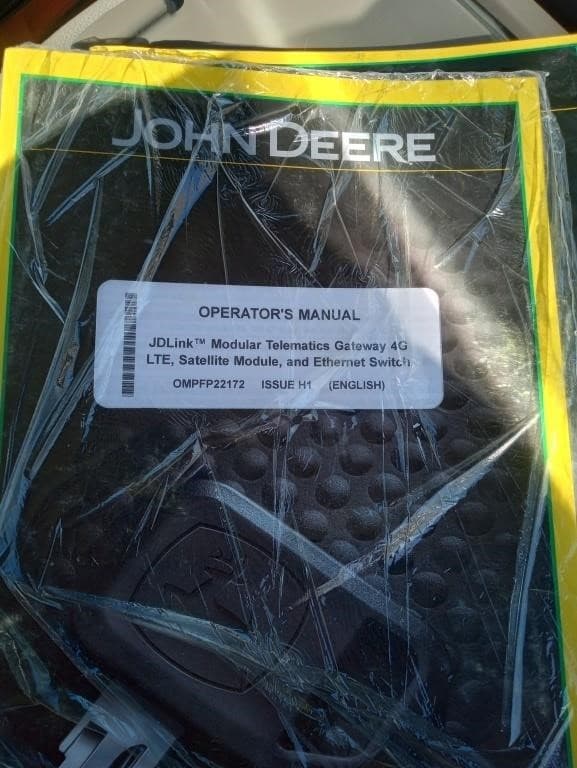 JOHN DEERE
OPERATOR'S MANUAL
JDLink™ Modular Telematics Gateway 4G
LTE, Satellite Module, and Ethernet Switch
OMPFP22172 ISSUE H1 (ENGLISH)